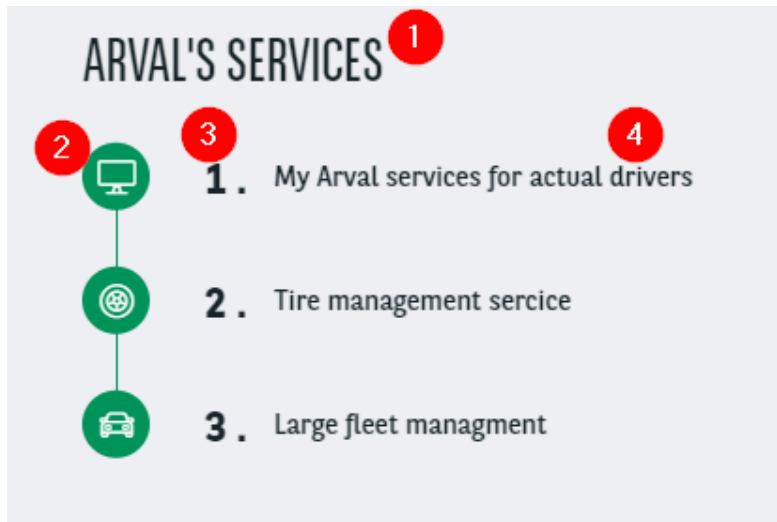 ARVAL'S SERVICES 1
2 3 4
1. My Arval services for actual drivers
2. Tire management sercice
3. Large fleet managment